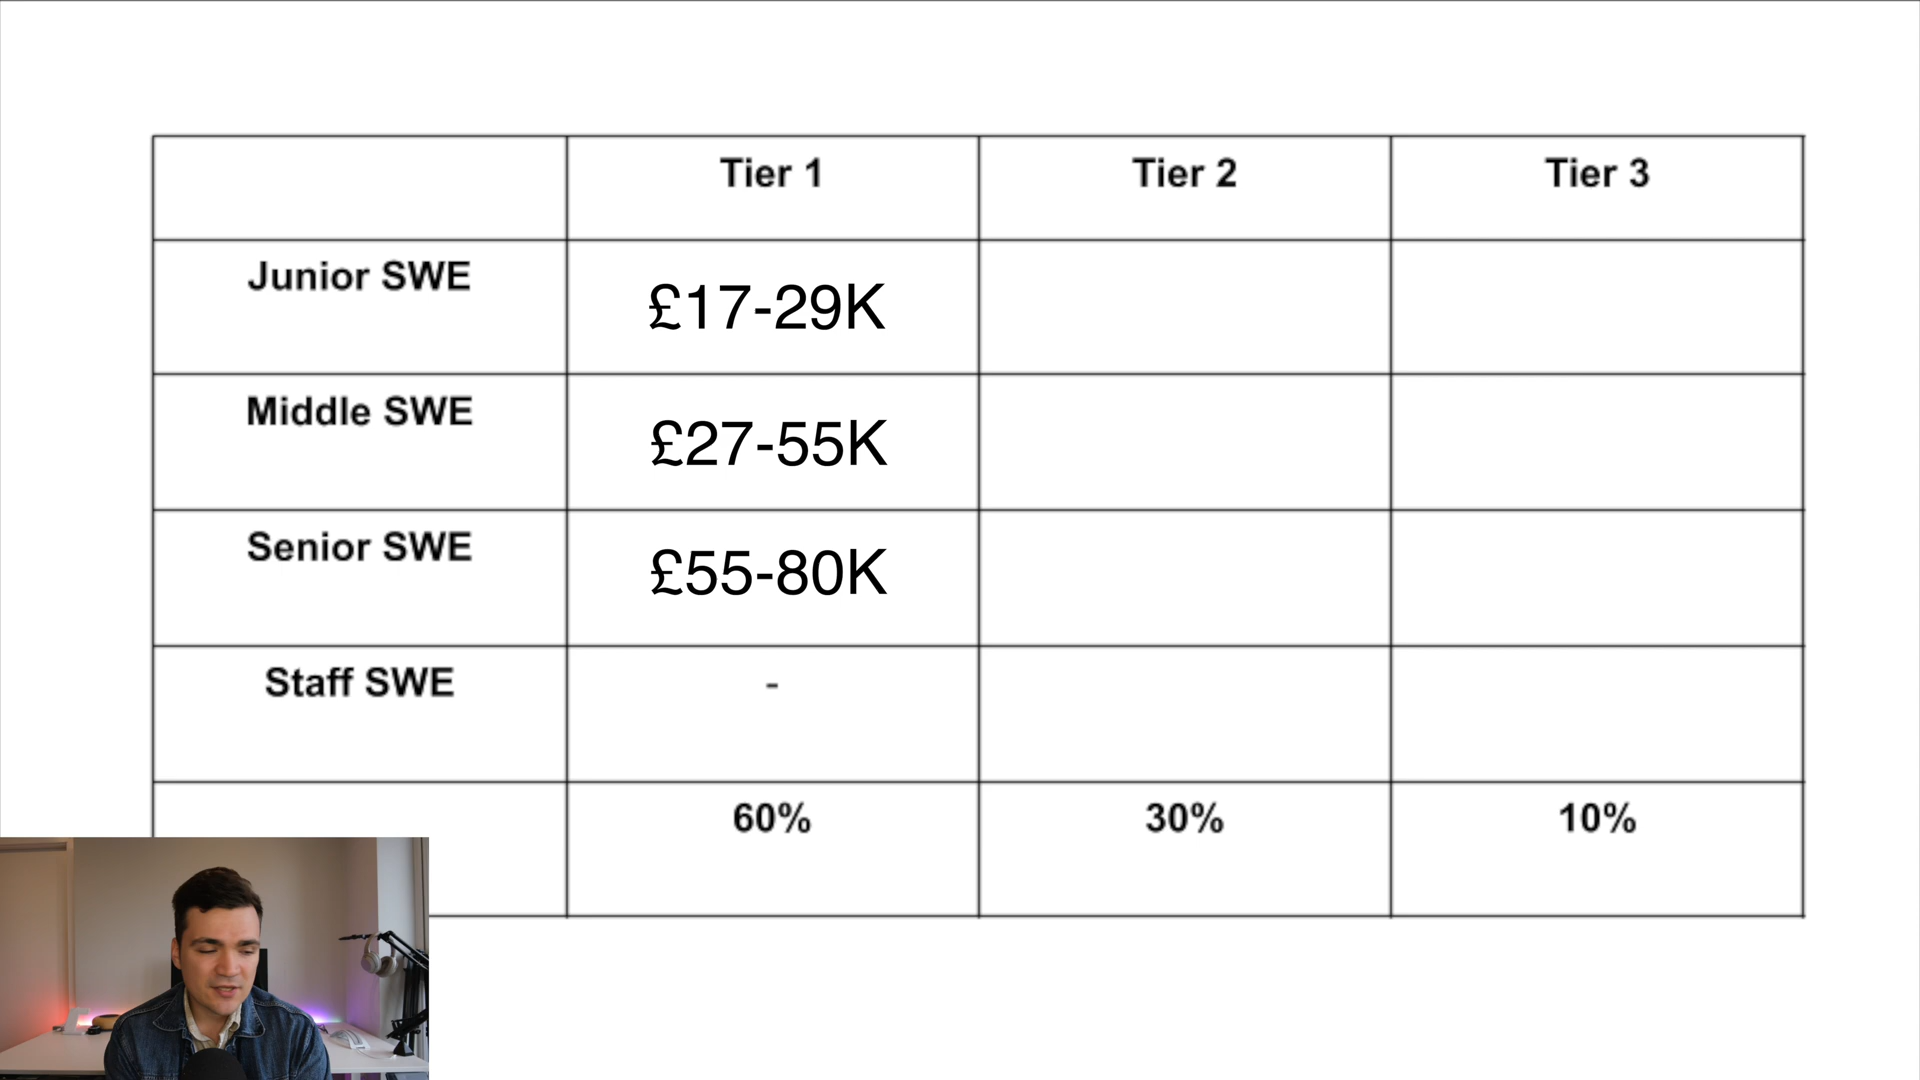 Tier 1 Tier 2 Tier 3
Junior SWE £17-29K
Middle SWE £27-55K
Senior SWE £55-80K
Staff SWE -
60% 30% 10%